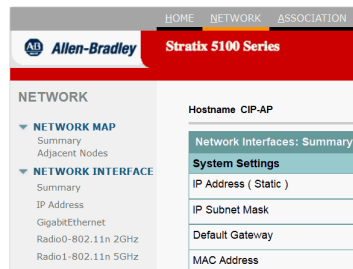 HOME NETWORK ASSOCIATION
AB Allen-Bradley
Stratix 5100 Series
NETWORK
NETWORK MAP
Summary
Adjacent Nodes
NETWORK INTERFACE
Summary
IP Address
GigabitEthernet
Radio0-802.11n 2GHz
Radio1-802.11n 5GHz
Hostname CIP-AP
Network Interfaces: Summary
System Settings
IP Address ( Static )
IP Subnet Mask
Default Gateway
MAC Address